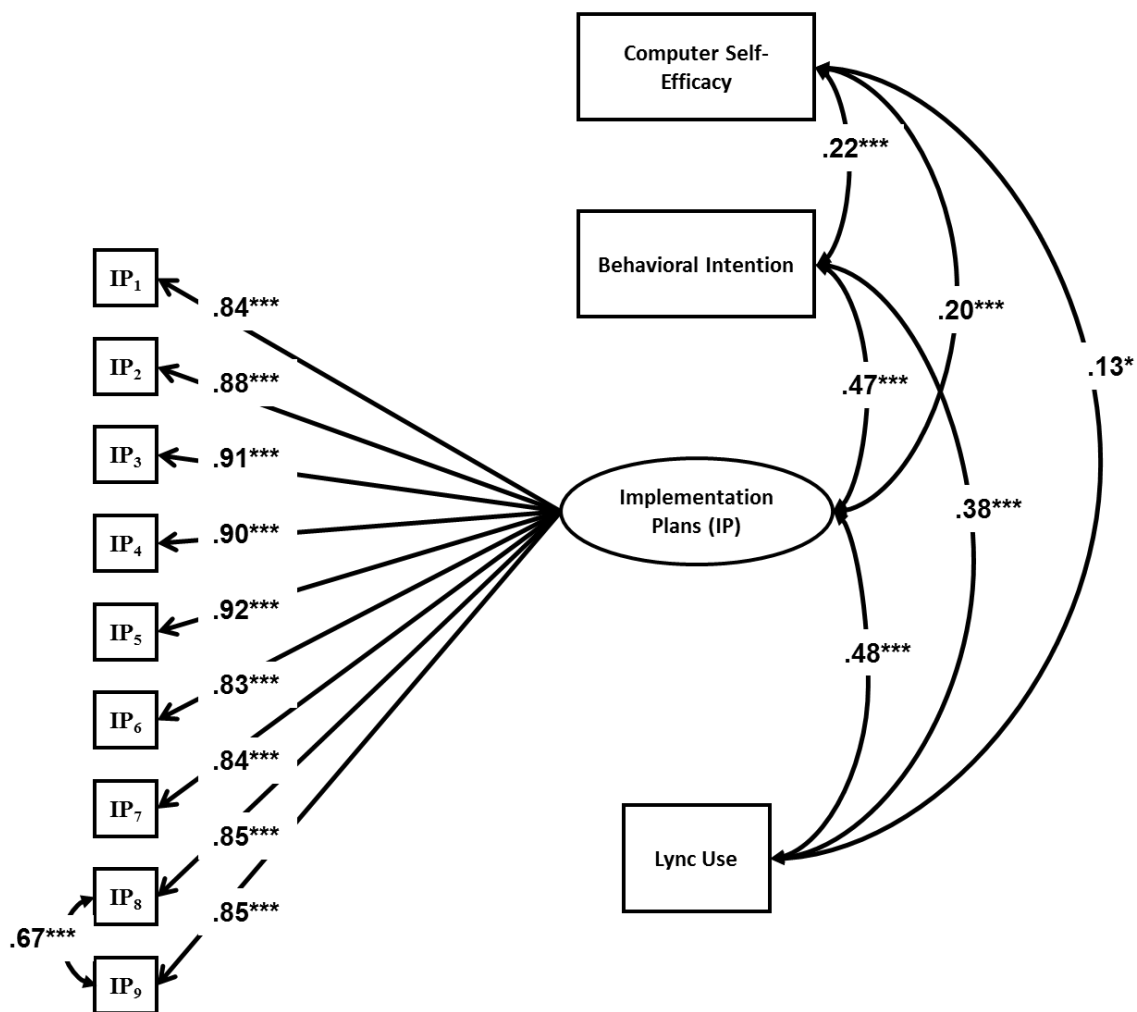 Computer Self-
Efficacy
.22***
Behavioral Intention
IP1
.84***
.20***
IP2
.88***
.47***
.13*
IP3
.91***
Implementation
Plans (IP)
.38***
IP4
.90***
IP5
.92***
.48***
IP6
.83***
IP7
.84***
Lync Use
IP8
.85***
.67***
IP9
.85***